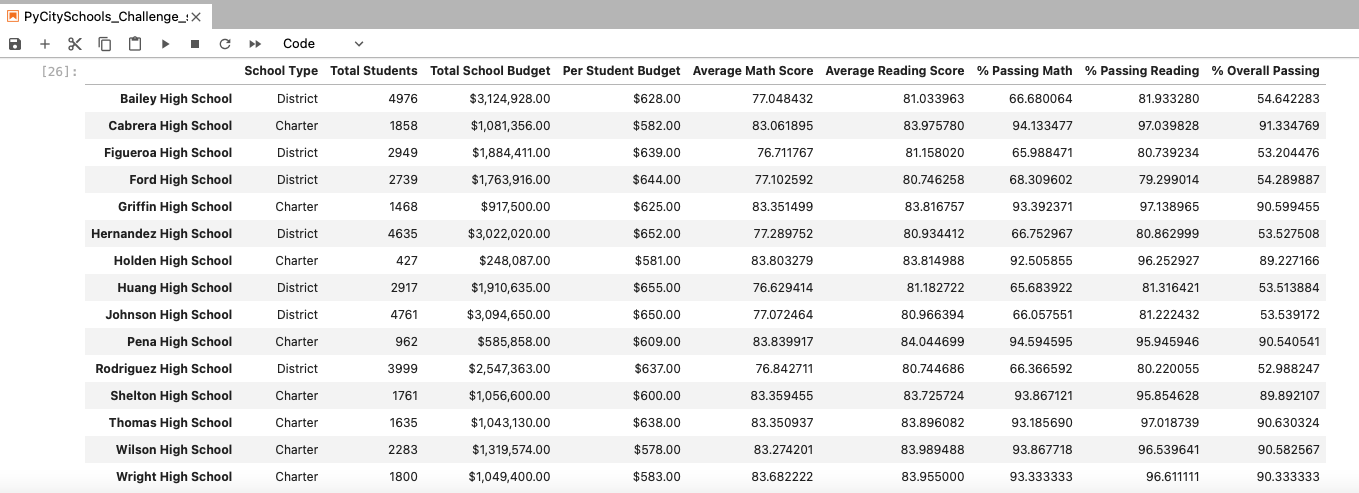 PyCitySchools_Challenge_s
Code
[26]:
School Type Total Students Total School Budget Per Student Budget Average Math Score Average Reading Score % Passing Math % Passing Reading % Overall Passing
Bailey High School District 4976 $3,124,928.00 $628.00 77.048432 81.033963 66.680064 81.933280 54.642283
Cabrera High School Charter 1858 $1,081,356.00 $582.00 83.061895 83.975780 94.133477 97.039828 91.334769
Figueroa High School District 2949 $1,884,411.00 $639.00 76.711767 81.158020 65.988471 80.739234 53.204476
Ford High School District 2739 $1,763,916.00 $644.00 77.102592 80.746258 68.309602 79.299014 54.289887
Griffin High School Charter 1468 $917,500.00 $625.00 83.351499 83.816757 93.392371 97.138965 90.599455
Hernandez High School District 4635 $3,022,020.00 $652.00 77.289752 80.934412 66.752967 80.862999 53.527508
Holden High School Charter 427 $248,087.00 $581.00 83.803279 83.814988 92.505855 96.252927 89.227166
Huang High School District 2917 $1,910,635.00 $655.00 76.629414 81.182722 65.683922 81.316421 53.513884
Johnson High School District 4761 $3,094,650.00 $650.00 77.072464 80.966394 66.057551 81.222432 53.539172
Pena High School Charter 962 $585,858.00 $609.00 83.839917 84.044699 94.594595 95.945946 90.540541
Rodriguez High School District 3999 $2,547,363.00 $637.00 76.842711 80.744686 66.366592 80.220055 52.988247
Shelton High School Charter 1761 $1,056,600.00 $600.00 83.359455 83.725724 93.867121 95.854628 89.892107
Thomas High School Charter 1635 $1,043,130.00 $638.00 83.350937 83.896082 93.185690 97.018739 90.630324
Wilson High School Charter 2283 $1,319,574.00 $578.00 83.274201 83.989488 93.867718 96.539641 90.582567
Wright High School Charter 1800 $1,049,400.00 $583.00 83.682222 83.955000 93.333333 96.611111 90.333333